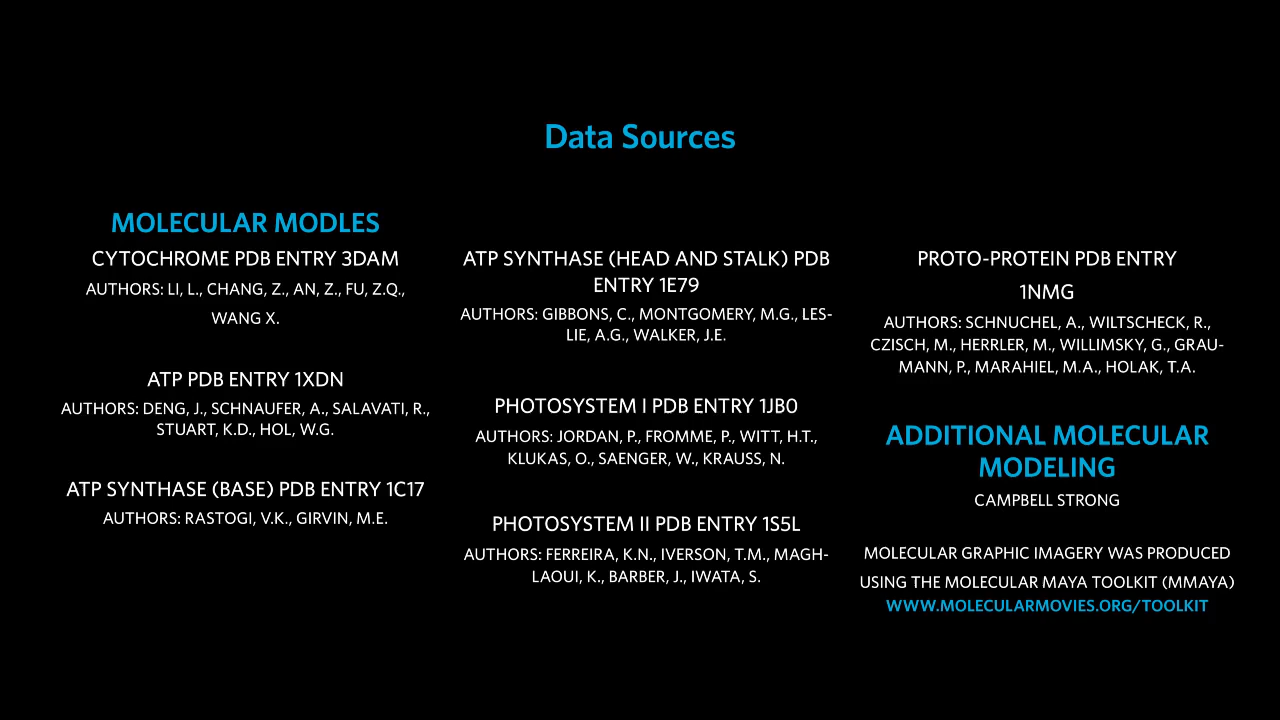 Data Sources
MOLECULAR MODLES
CYTOCHROME PDB ENTRY 3DAM
AUTHORS: LI, L., CHANG, Z., AN, Z., FU, Z.Q.,
WANG X.
ATP PDB ENTRY 1XDN
AUTHORS: DENG, J., SCHNAUFER, A., SALAVATI, R.,
STUART, K.D., HOL, W.G.
ATP SYNTHASE (BASE) PDB ENTRY 1C17
AUTHORS: RASTOGI, V.K., GIRVIN, M.E.
ATP SYNTHASE (HEAD AND STALK) PDB
ENTRY 1E79
AUTHORS: GIBBONS, C., MONTGOMERY, M.G., LES-
LIE, A.G., WALKER, J.E.
PHOTOSYSTEM I PDB ENTRY 1JB0
AUTHORS: JORDAN, P., FROMME, P., WITT, H.T.,
KLUKAS, O., SAENGER, W., KRAUSS, N.
PHOTOSYSTEM II PDB ENTRY 1S5L
AUTHORS: FERREIRA, K.N., IVERSON, T.M., MAGH-
LAOUI, K., BARBER, J., IWATA, S.
PROTO-PROTEIN PDB ENTRY
1NMG
AUTHORS: SCHNUCHEL, A., WILTSCHECK, R.,
CZISCH, M., HERRLER, M., WILLIMSKY, G., GRAU-
MANN, P., MARAHIEL, M.A., HOLAK, T.A.
ADDITIONAL MOLECULAR
MODELING
CAMPBELL STRONG
MOLECULAR GRAPHIC IMAGERY WAS PRODUCED
USING THE MOLECULAR MAYA TOOLKIT (MMAYA)
WWW.MOLECULARMOVIES.ORG/TOOLKIT